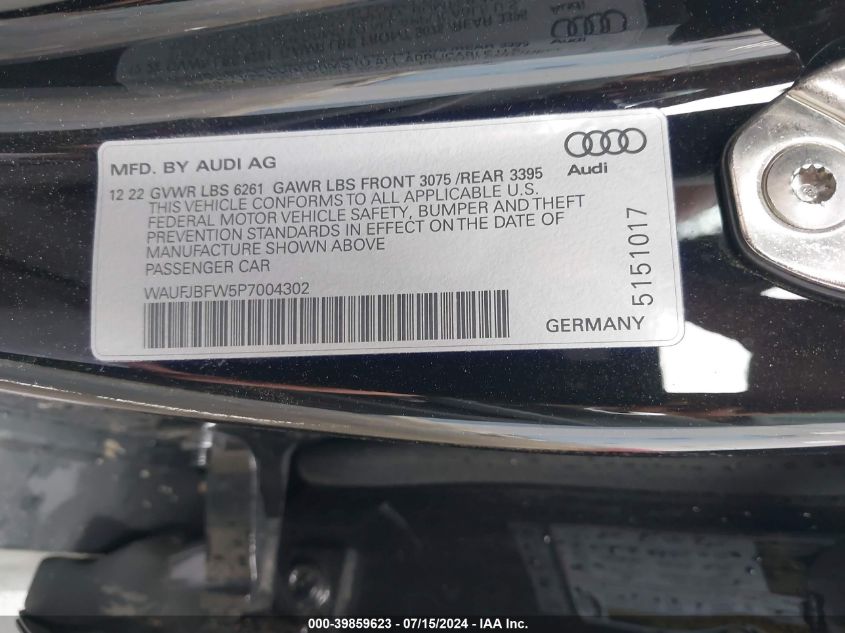 MFD. BY AUDI AG
Audi
12 22 GVWR LBS 6261 GAWR LBS FRONT 3075 /REAR 3395
THIS VEHICLE CONFORMS TO ALL APPLICABLE U.S.
FEDERAL MOTOR VEHICLE SAFETY, BUMPER AND THEFT
PREVENTION STANDARDS IN EFFECT ON THE DATE OF
MANUFACTURE SHOWN ABOVE
PASSENGER CAR
WAUFJBFW5P7004302
GERMANY
5151017
000-39859623 - 07/15/2024 - IAA Inc.